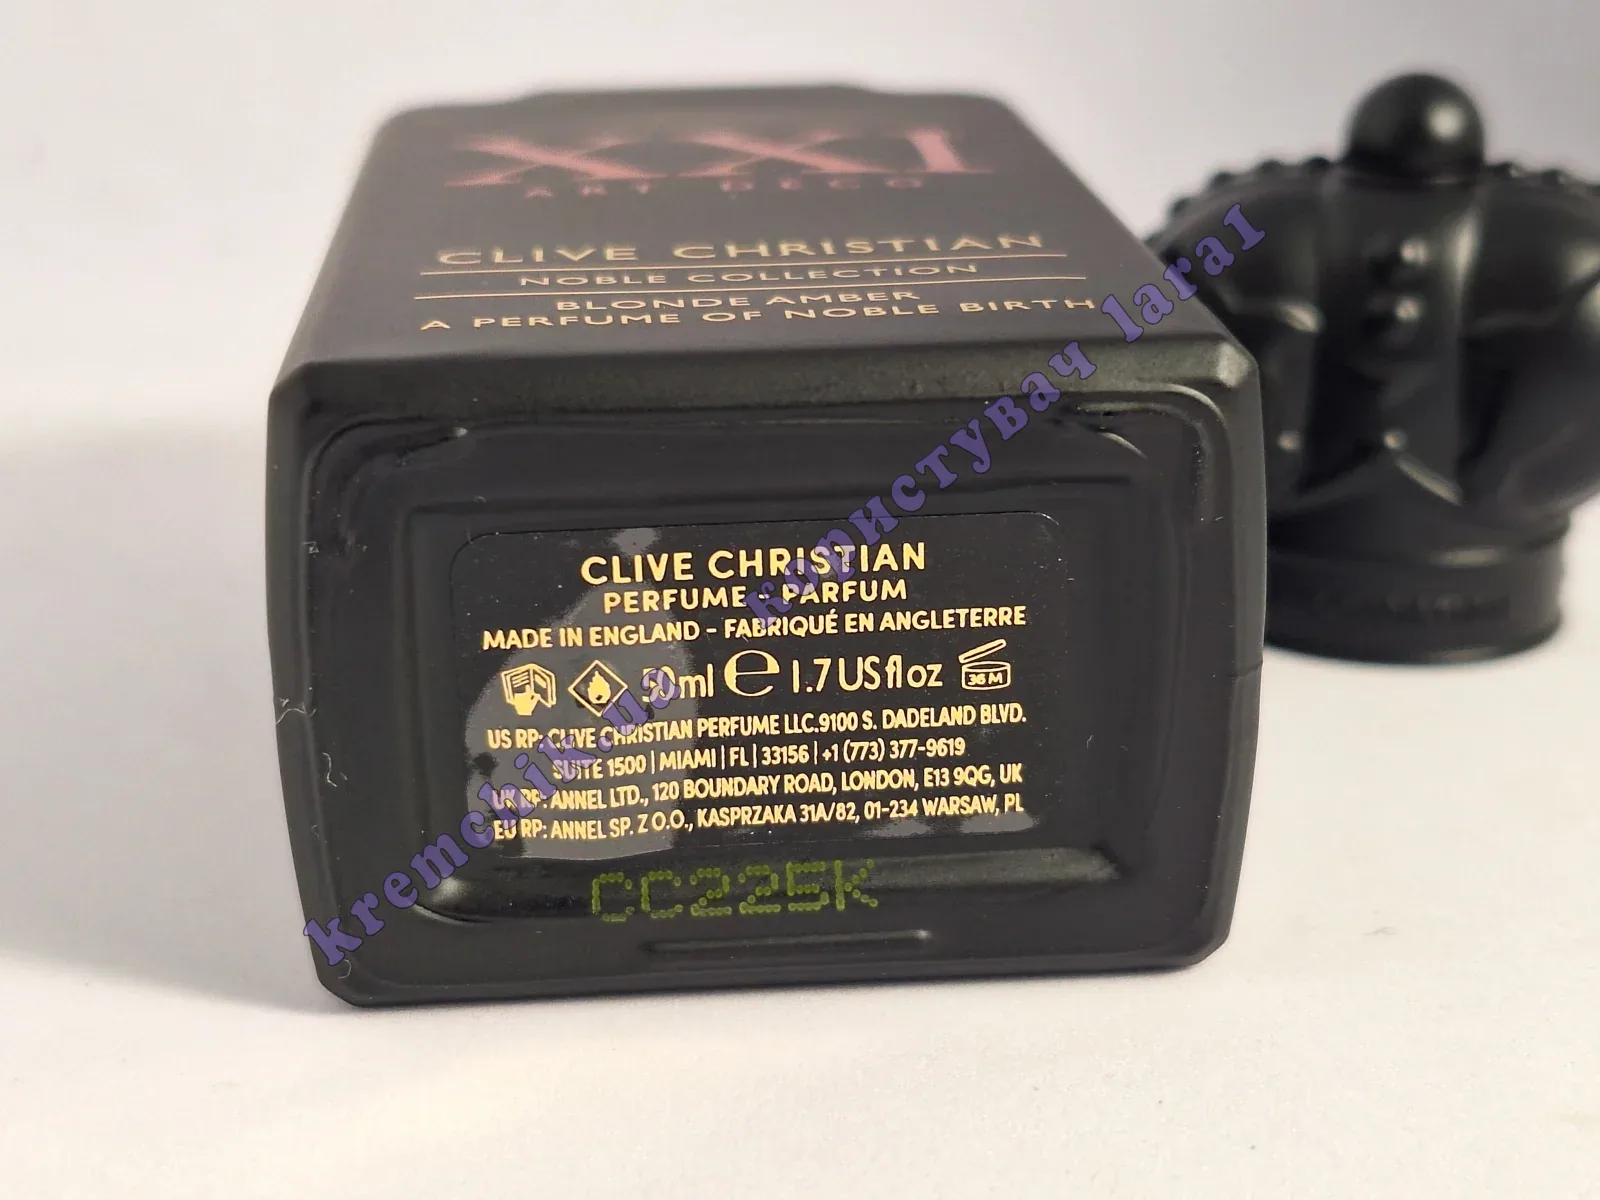 XXI
ART DECO
CLIVE CHRISTIAN
NOBLE COLLECTION
BLONDE AMBER
A PERFUME OF NOBLE BIRTH
CLIVE CHRISTIAN
PERFUME - PARFUM
MADE IN ENGLAND - FABRIQUÉ EN ANGLETERRE
50ml e 1.7 US fl oz 36 M
US RP: CLIVE CHRISTIAN PERFUME LLC.9100 S. DADELAND BLVD.
SUITE 1500 | MIAMI | FL | 33156 | +1 (773) 377-9619
UK RP: ANNEL LTD., 120 BOUNDARY ROAD, LONDON, E13 9QG, UK
EU RP: ANNEL SP. Z O.O., KASPRZAKA 31A/82, 01-234 WARSAW, PL
CC225K
kremchik.ua користувач lara1